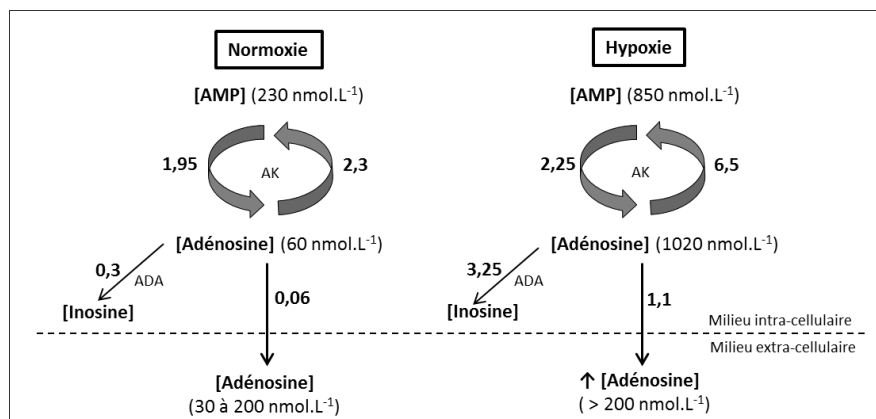 Normoxie
Hypoxie
[AMP] (230 nmol.L⁻¹)
[AMP] (850 nmol.L⁻¹)
1,95
AK
2,3
2,25
AK
6,5
[Adénosine] (60 nmol.L⁻¹)
[Adénosine] (1020 nmol.L⁻¹)
0,3
ADA
0,06
[Inosine]
3,25
ADA
1,1
[Inosine]
Milieu intra-cellulaire
Milieu extra-cellulaire
[Adénosine]
(30 à 200 nmol.L⁻¹)
↑ [Adénosine]
( > 200 nmol.L⁻¹)